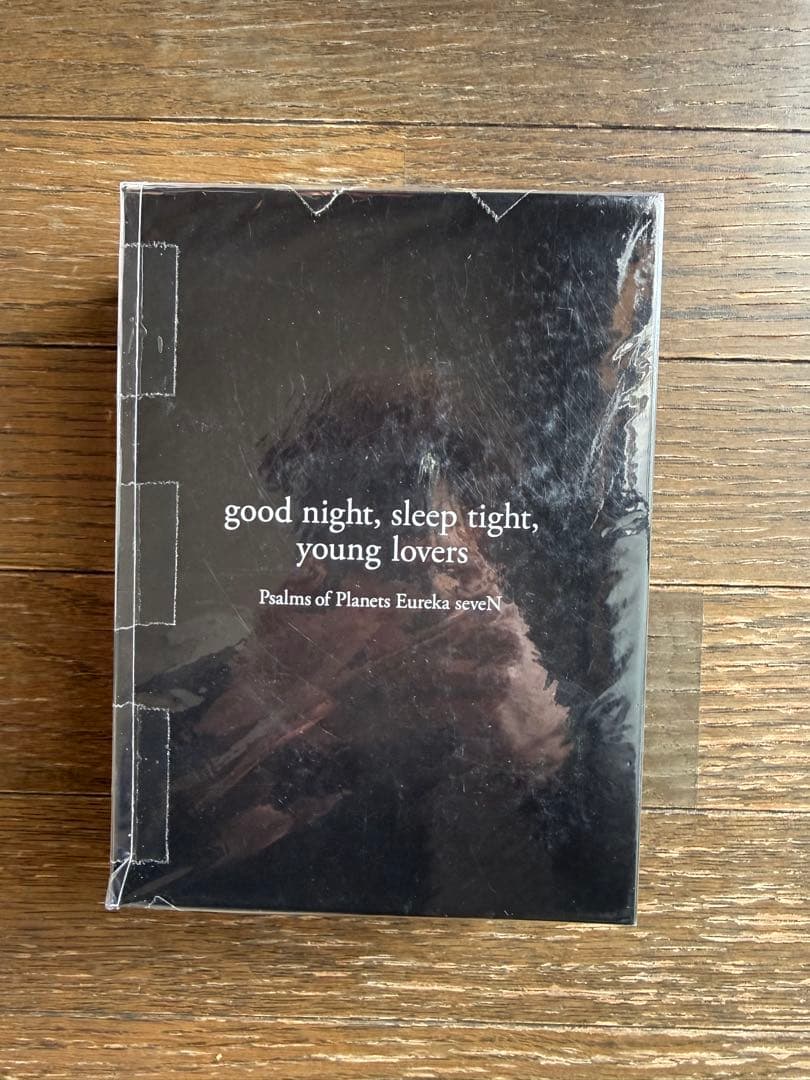 good night, sleep tight,
young lovers
Psalms of Planets Eureka seveN